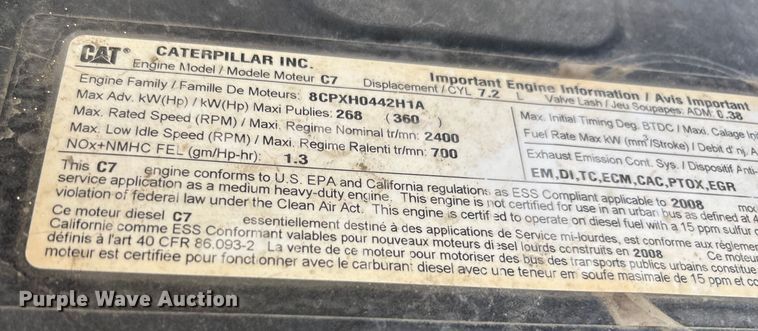 CAT® CATERPILLAR INC.
Important Engine Information / Avis Important
Engine Model / Modele Moteur C7 Displacement / CYL 7.2 L Valve Lash / Jeu Soupapes: ADM: 0.38
Engine Family / Famille De Moteurs: 8CPXH0442H1A
Max Adv. kW(Hp) / kW(Hp) Maxi Publies: 268 (360)
Max. Rated Speed (RPM) / Maxi. Regime Nominal tr/mn: 2400
Max. Low Idle Speed (RPM) / Maxi. Regime Ralenti tr/mn: 700
NOx+NMHC FEL (gm/Hp-hr): 1.3
Max. Initial Timing Deg. BTDC / Maxi. Calage Init
Fuel Rate Max kW (mm³/Stroke) / Debit d' inj. A
Exhaust Emission Cont. Sys. / Dispositif Anti-
EM,DI,TC,ECM,CAC,PTOX,EGR
This C7 engine conforms to U.S. EPA and California regulations as ESS Compliant applicable to 2008 mod
service application as a medium heavy-duty engine. This engine is not certified for use in an urban bus as defined at 4
violation of federal law under the Clean Air Act. This engine is certified to operate on diesel fuel with a 15 ppm sulfur c
Ce moteur diesel C7 essentiellement destiné à des applications de Service mi-lourdes, est conforme aux règlemen
Californie comme ESS Conformant valables pour nouveaux moteurs diesel lourds construits en 2008 . Ce moteur
définis à l'art 40 CFR 86.093-2 La vente de ce moteur pour motoriser des bus des transports publics urbains constitue
moteur est certifiée pour fonctionner avec le carburant diesel avec une teneur em soufe maximale de 15 ppm et co
Purple Wave Auction